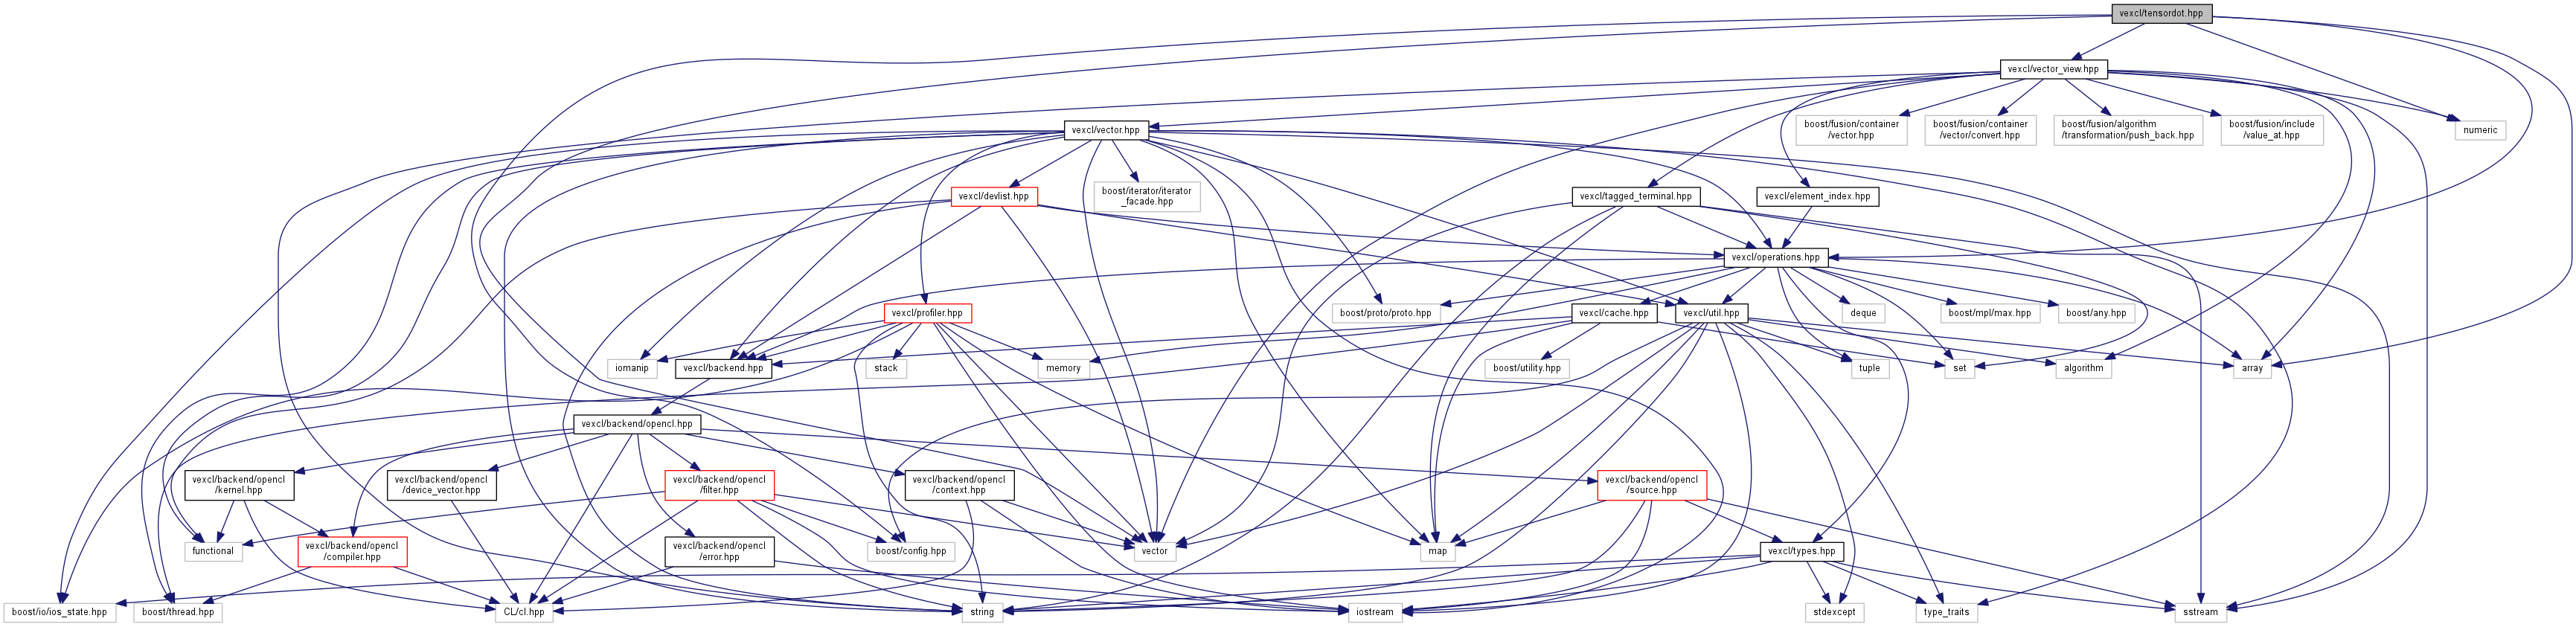 vexcl/tensordot.hpp
vexcl/vector_view.hpp
vexcl/vector.hpp
boost/fusion/container
/vector.hpp
boost/fusion/container
/vector/convert.hpp
boost/fusion/algorithm
/transformation/push_back.hpp
boost/fusion/include
/value_at.hpp
numeric
vexcl/devlist.hpp
boost/iterator/iterator
_facade.hpp
vexcl/tagged_terminal.hpp
vexcl/element_index.hpp
vexcl/operations.hpp
vexcl/profiler.hpp
boost/proto/proto.hpp
vexcl/cache.hpp
vexcl/util.hpp
deque
boost/mpl/max.hpp
boost/any.hpp
iomanip
vexcl/backend.hpp
stack
memory
boost/utility.hpp
tuple
set
algorithm
array
vexcl/backend/opencl.hpp
vexcl/backend/opencl
/kernel.hpp
vexcl/backend/opencl
/device_vector.hpp
vexcl/backend/opencl
/filter.hpp
vexcl/backend/opencl
/context.hpp
vexcl/backend/opencl
/source.hpp
functional
vexcl/backend/opencl
/compiler.hpp
vexcl/backend/opencl
/error.hpp
boost/config.hpp
vector
map
vexcl/types.hpp
boost/io/ios_state.hpp
boost/thread.hpp
CL/cl.hpp
string
iostream
stdexcept
type_traits
sstream